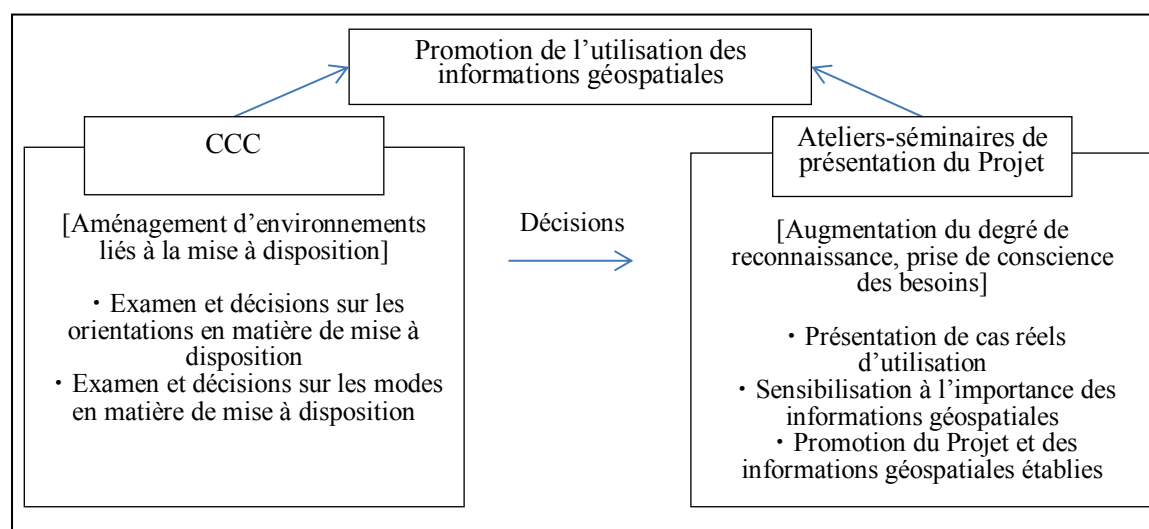 Promotion de l’utilisation des
informations géospatiales
CCC
[Aménagement d’environnements
liés à la mise à disposition]
・Examen et décisions sur les
orientations en matière de mise à
disposition
・Examen et décisions sur les modes
en matière de mise à disposition
Décisions
Ateliers-séminaires de
présentation du Projet
[Augmentation du degré de
reconnaissance, prise de conscience
des besoins]
・Présentation de cas réels
d’utilisation
・Sensibilisation à l’importance des
informations géospatiales
・Promotion du Projet et des
informations géospatiales établies